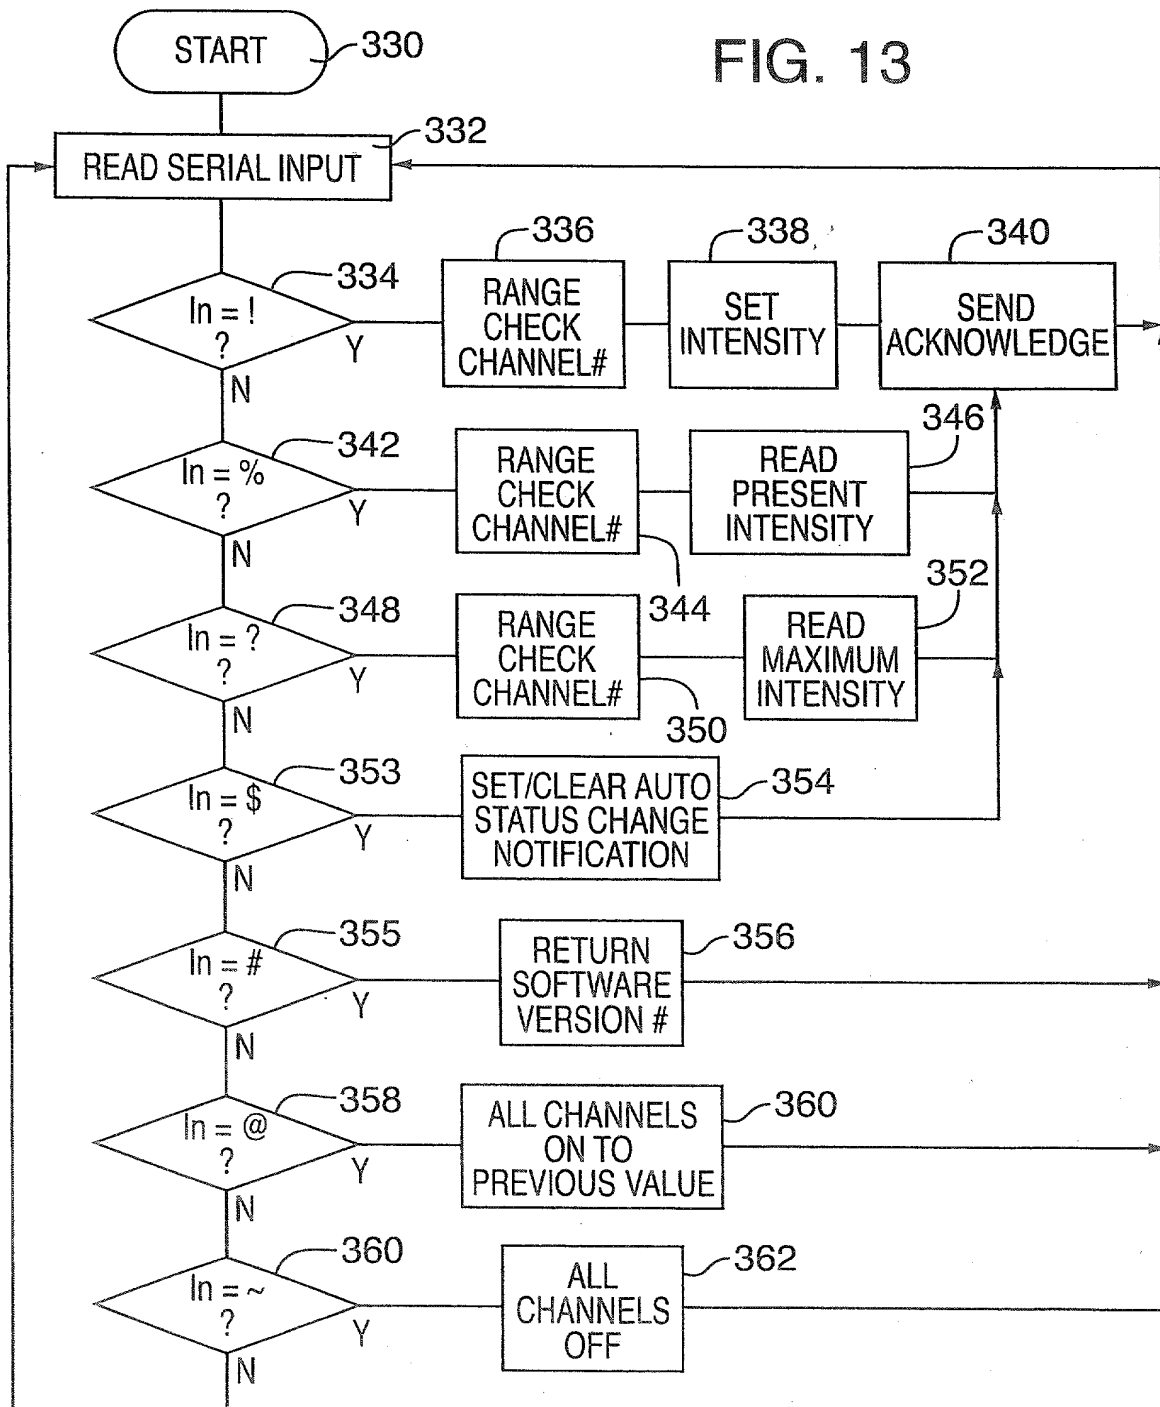 START
330
FIG. 13
332
READ SERIAL INPUT
336
338
340
334
In = !
?
Y
N
RANGE
CHECK
CHANNEL#
SET
INTENSITY
SEND
ACKNOWLEDGE
342
In = %
?
Y
N
RANGE
CHECK
CHANNEL#
344
READ
PRESENT
INTENSITY
346
348
In = ?
?
Y
N
RANGE
CHECK
CHANNEL#
350
READ
MAXIMUM
INTENSITY
352
353
In = $
?
Y
N
SET/CLEAR AUTO
STATUS CHANGE
NOTIFICATION
354
355
In = #
?
Y
N
RETURN
SOFTWARE
VERSION #
356
358
In = @
?
Y
N
ALL CHANNELS
ON TO
PREVIOUS VALUE
360
360
In = ~
?
Y
N
ALL
CHANNELS
OFF
362